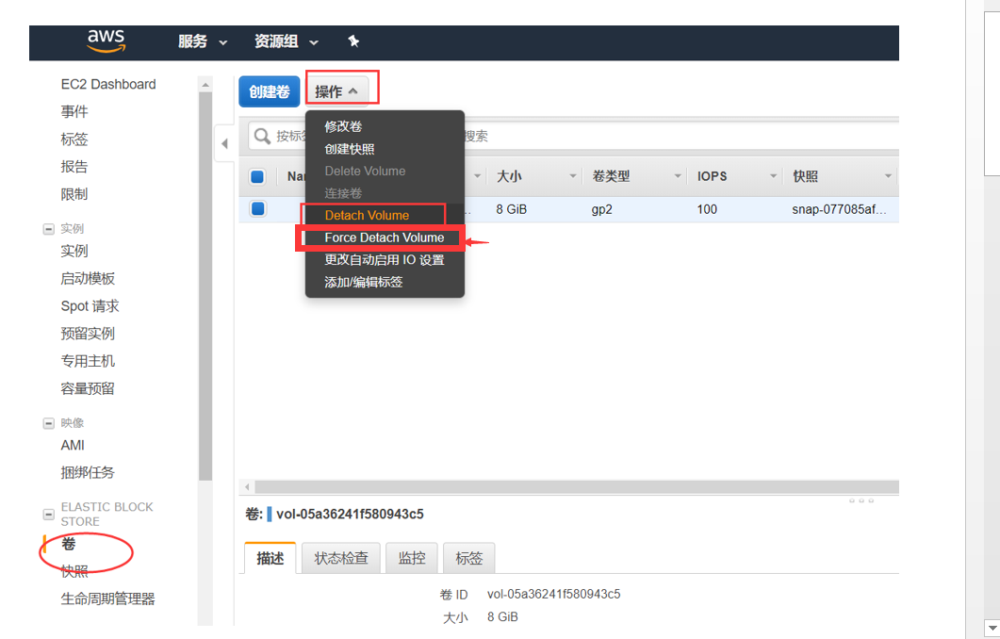 aws 服务 资源组
EC2 Dashboard
事件
标签
报告
限制
实例
实例
启动模板
Spot 请求
预留实例
专用主机
容量预留
映像
AMI
捆绑任务
ELASTIC BLOCK
STORE
卷
快照
生命周期管理器
创建卷 操作
修改卷
创建快照
Delete Volume
连接卷
Detach Volume
Force Detach Volume
更改自动启用 IO 设置
添加/编辑标签
按标 搜索
Na 大小 卷类型 IOPS 快照
... 8 GiB gp2 100 snap-077085af...
卷: vol-05a36241f580943c5
描述 状态检查 监控 标签
卷 ID vol-05a36241f580943c5
大小 8 GiB